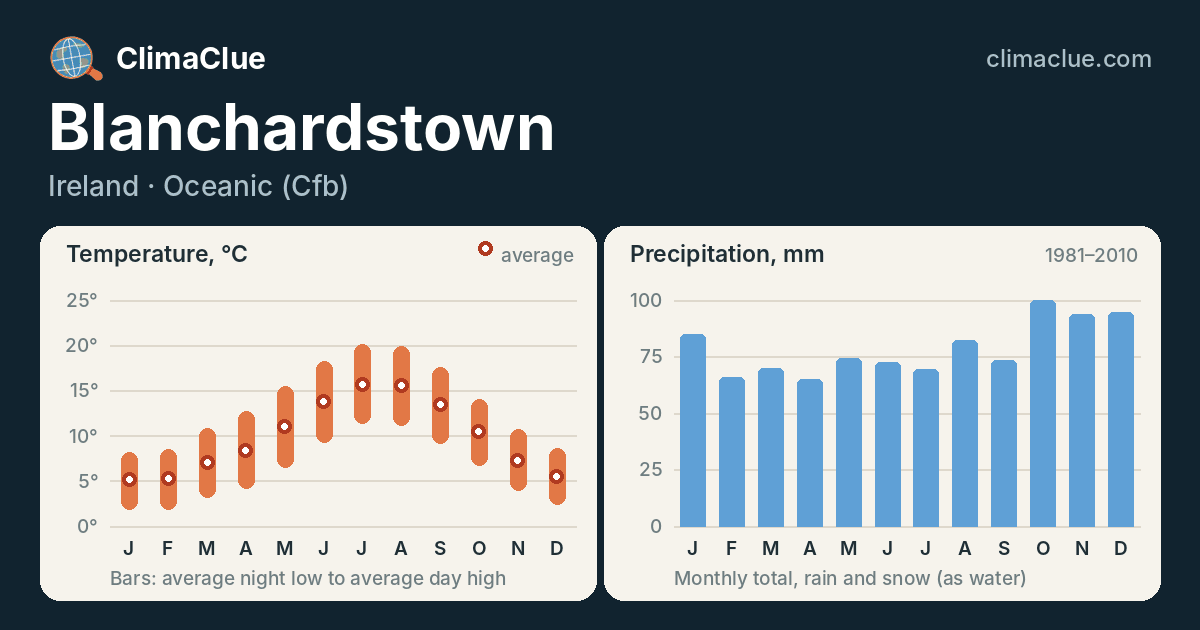 ClimaClue
climaclue.com
Blanchardstown
Ireland · Oceanic (Cfb)
Temperature, °C
average
25°
20°
15°
10°
5°
0°
J F M A M J J A S O N D
Bars: average night low to average day high
Precipitation, mm
1981–2010
100
75
50
25
0
J F M A M J J A S O N D
Monthly total, rain and snow (as water)